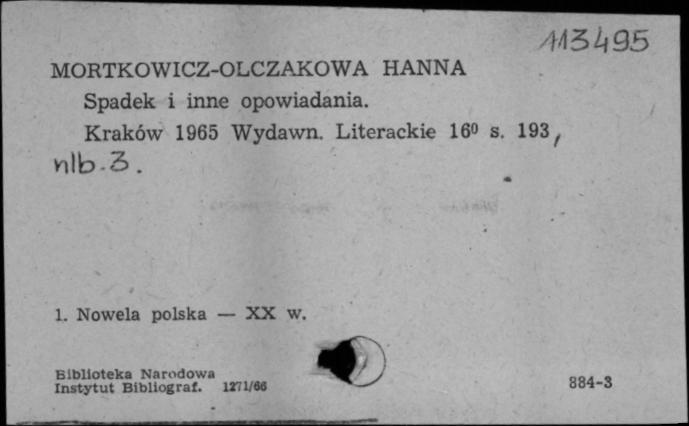 113495
MORTKOWICZ-OLCZAKOWA HANNA
Spadek i inne opowiadania.
Kraków 1965 Wydawn. Literackie 16⁰ s. 193,
nlb. 3.
1. Nowela polska — XX w.
Biblioteka Narodowa
Instytut Bibliograf. 1271/66
884-3